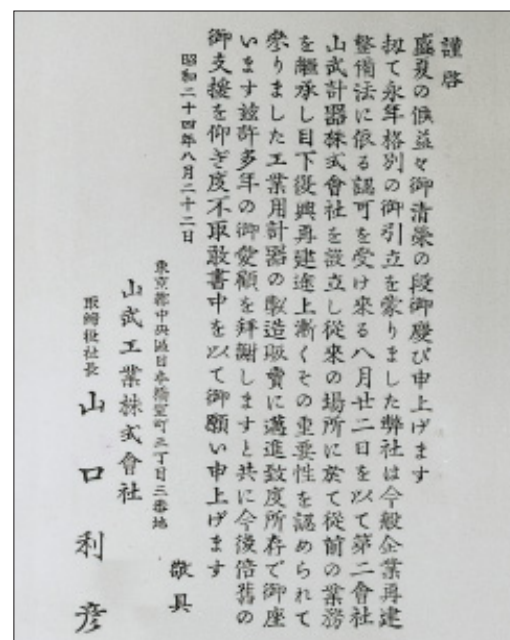 謹啓
盛夏の候益々御清榮の段御慶び申上げます
扨て永年格別の御引立を蒙りました弊社は今般企業再建
整備法に依る認可を受け來る八月廿二日を以て第二會社
山武計器株式會社を設立し從來の場所に於て從前の業務
を繼承し目下復興再建途上漸くその重要性を認められて
參りました工業用計器の製造販賣に邁進致度所存で御座
います玆許多年の御愛顧を拜謝しますと共に今後倍舊の
御支援を仰ぎ度不取敢書中を以て御願い申上げます
敬具
昭和二十四年八月二十二日
東京都中央區日本橋室町三丁目三番地
山武工業株式會社
取締役社長 山口利彦